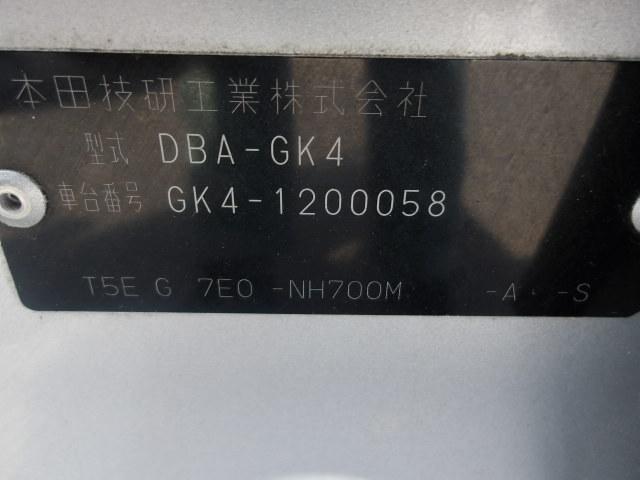 本田技研工業株式会社
型式 DBA-GK4
車台番号 GK4-1200058
T5E G 7E0 -NH700M -A -S